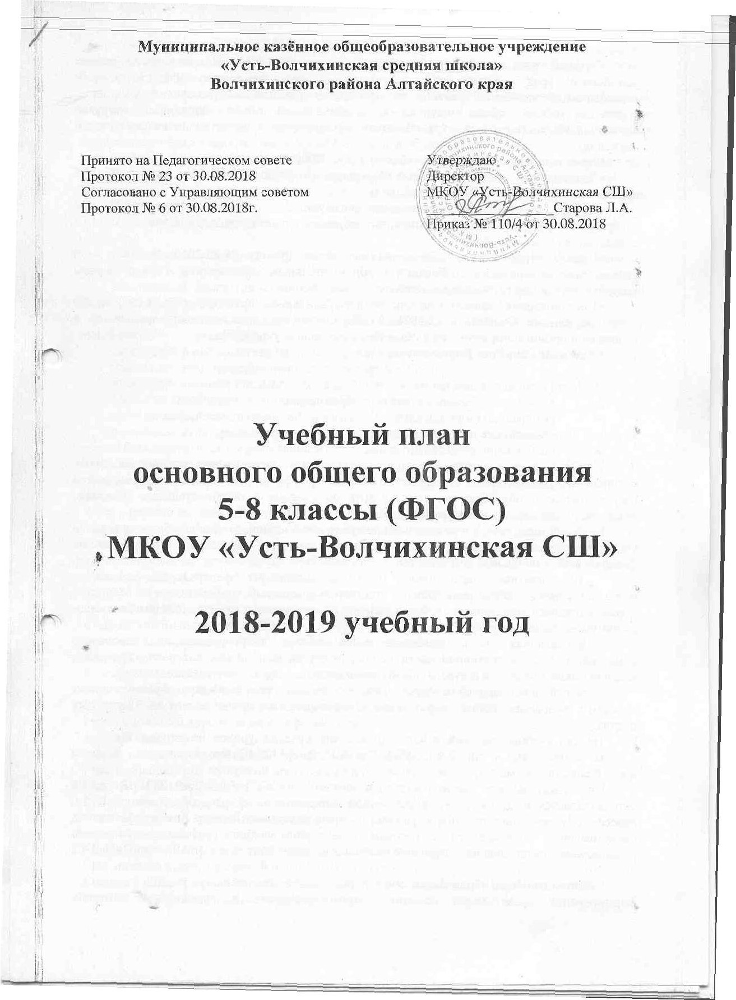 Муниципальное казённое общеобразовательное учреждение
«Усть-Волчихинская средняя школа»
Волчихинского района Алтайского края
Принято на Педагогическом совете
Протокол № 23 от 30.08.2018
Согласовано с Управляющим советом
Протокол № 6 от 30.08.2018г.
Утверждаю
Директор
МКОУ «Усть-Волчихинская СШ»
Старова Л.А.
Приказ № 110/4 от 30.08.2018
Учебный план
основного общего образования
5-8 классы (ФГОС)
МКОУ «Усть-Волчихинская СШ»
2018-2019 учебный год